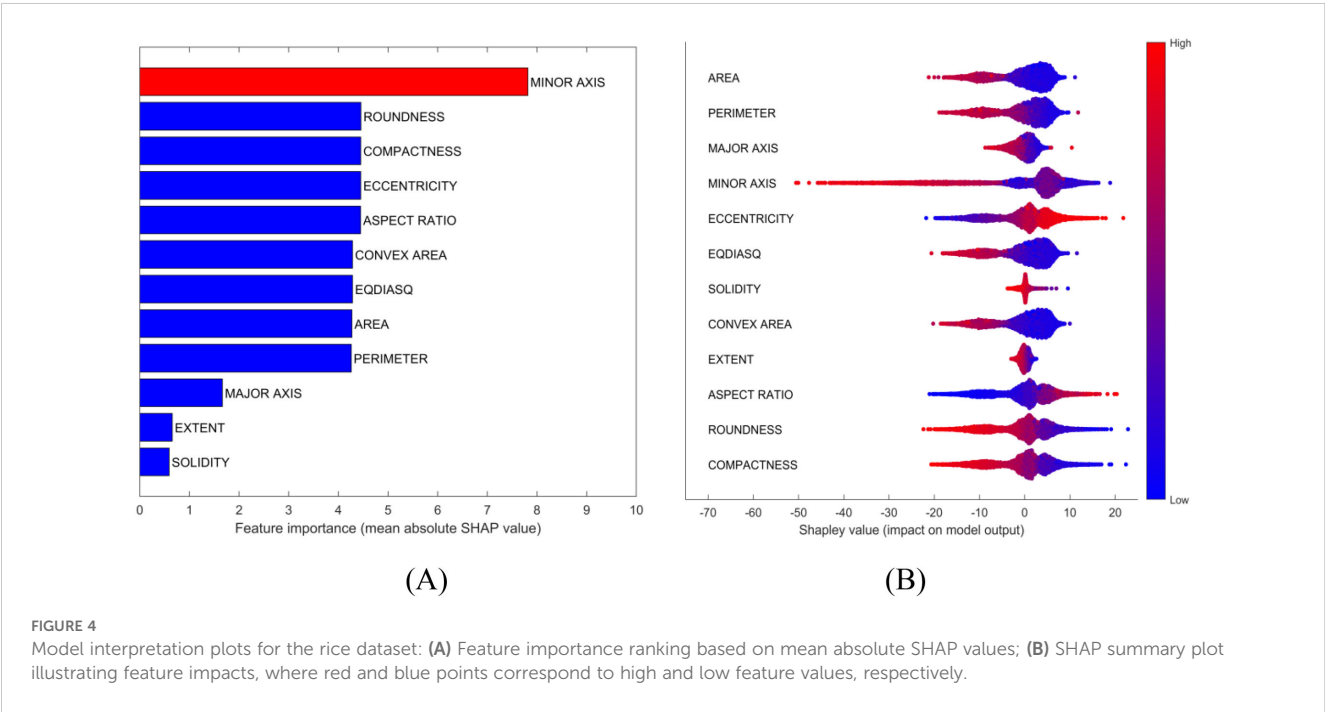 MINOR AXIS
ROUNDNESS
COMPACTNESS
ECCENTRICITY
ASPECT RATIO
CONVEX AREA
EQDIASQ
AREA
PERIMETER
MAJOR AXIS
EXTENT
SOLIDITY
0 1 2 3 4 5 6 7 8 9 10
Feature importance (mean absolute SHAP value)
(A)
High
AREA
PERIMETER
MAJOR AXIS
MINOR AXIS
ECCENTRICITY
EQDIASQ
SOLIDITY
CONVEX AREA
EXTENT
ASPECT RATIO
ROUNDNESS
COMPACTNESS
Low
-70 -60 -50 -40 -30 -20 -10 0 10 20
Shapley value (impact on model output)
(B)
FIGURE 4
Model interpretation plots for the rice dataset: (A) Feature importance ranking based on mean absolute SHAP values; (B) SHAP summary plot
illustrating feature impacts, where red and blue points correspond to high and low feature values, respectively.